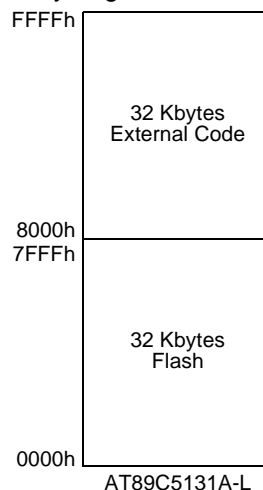 FFFFh
32 Kbytes
External Code
8000h
7FFFh
32 Kbytes
Flash
0000h
AT89C5131A-L